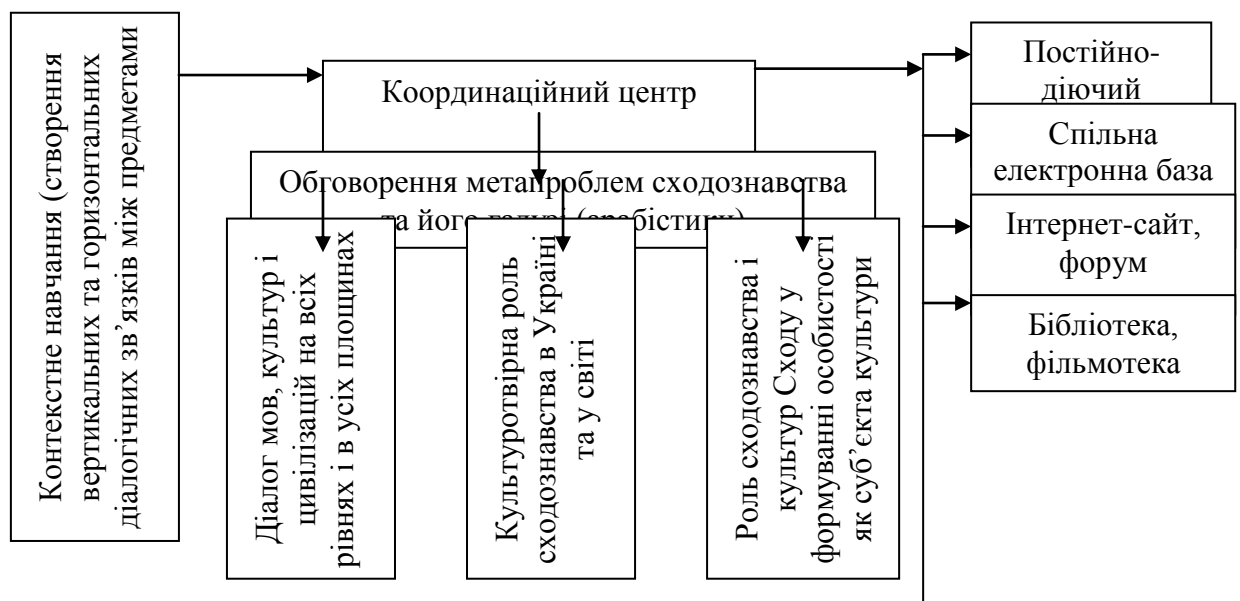 Контекстне навчання (створення
вертикальних та горизонтальних
діалогічних зв’язків між предметами
Координаційний центр
Обговорення метапроблем сходознавства
та його галузі (арабістики)
Діалог мов, культур і
цивілізацій на всіх
рівнях і в усіх площинах
Культуротвірна роль
сходознавства в Україні
та у світі
Роль сходознавства і
культур Сходу у
формуванні особистості
як суб’єкта культури
Постійно-
діючий
Спільна
електронна база
Інтернет-сайт,
форум
Бібліотека,
фільмотека